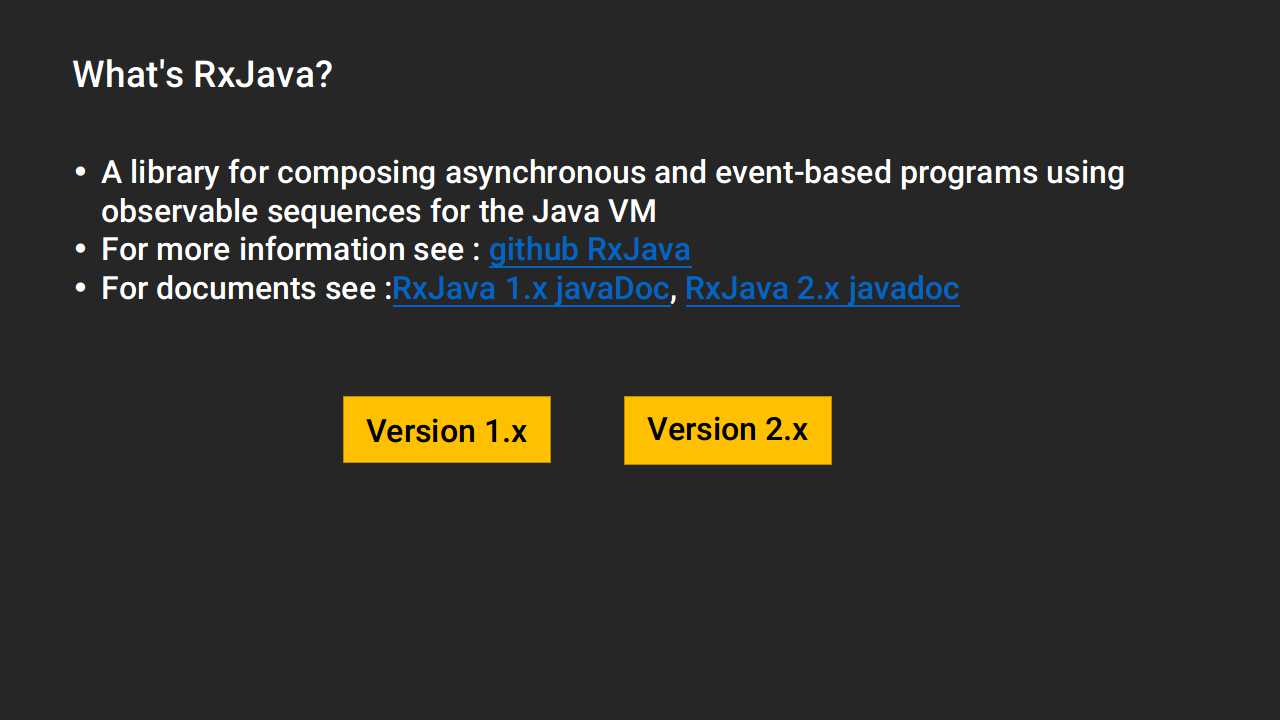 What's RxJava?
• A library for composing asynchronous and event-based programs using
observable sequences for the Java VM
• For more information see : github RxJava
• For documents see :RxJava 1.x javaDoc, RxJava 2.x javadoc
Version 1.x
Version 2.x